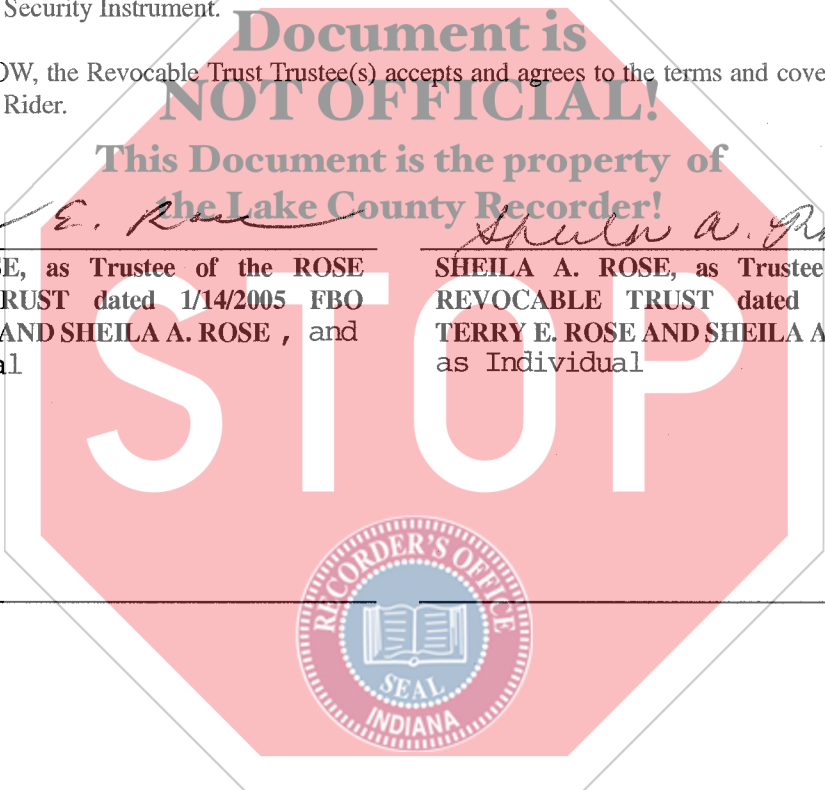 Security Instrument.
Document is
OW, the Revocable Trust Trustee(s) accepts and agrees to the terms and cove
Rider.
NOT OFFICIAL!
This Document is the property of
the Lake County Recorder!
E. Rose
Sheila A.
SE, as Trustee of the ROSE
RUST dated 1/14/2005 FBO
AND SHEILA A. ROSE , and
al
SHEILA A. ROSE, as Trustee
REVOCABLE TRUST dated
TERRY E. ROSE AND SHEILA A
as Individual
STOP
RECORDER'S OFFICE
SEAL
INDIANA